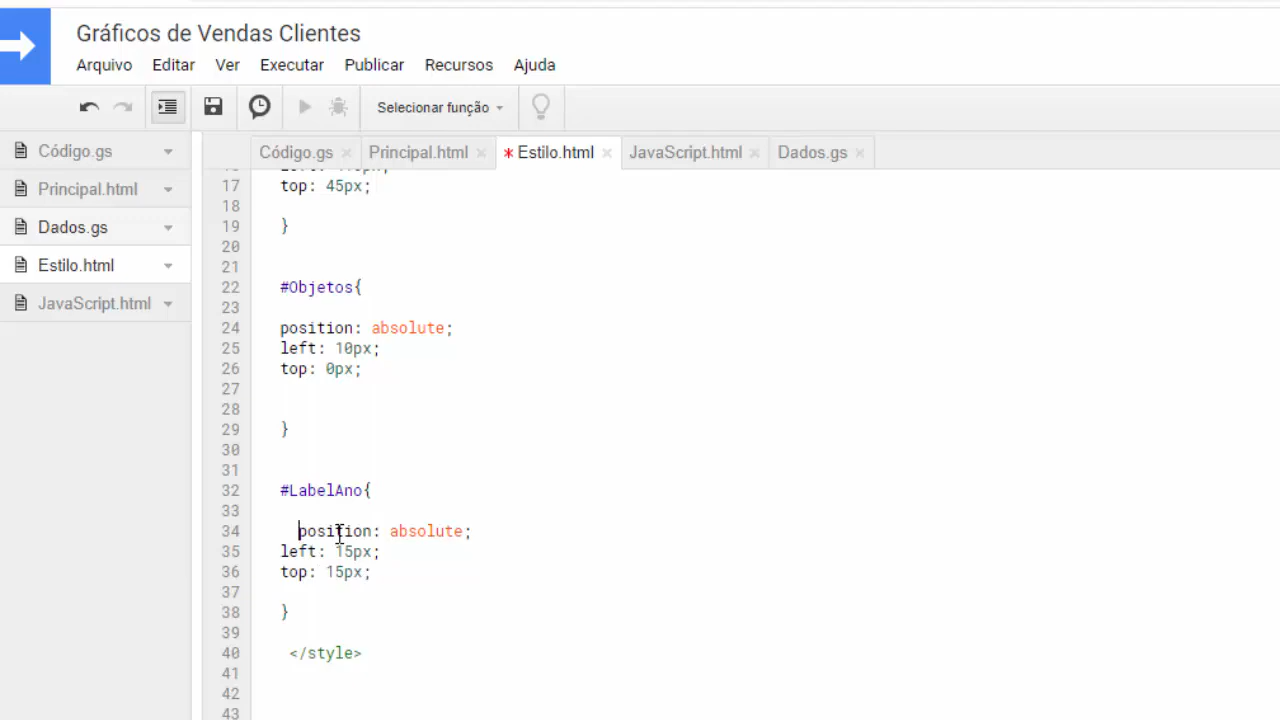 Gráficos de Vendas Clientes
Arquivo Editar Ver Executar Publicar Recursos Ajuda
Selecionar função
Código.gs
Principal.html
Dados.gs
Estilo.html
JavaScript.html
Código.gs × Principal.html × * Estilo.html × JavaScript.html × Dados.gs ×
17 top: 45px;
18
19 }
20
21
22 #Objetos{
23
24 position: absolute;
25 left: 10px;
26 top: 0px;
27
28
29 }
30
31
32 #LabelAno{
33
34 position: absolute;
35 left: 15px;
36 top: 15px;
37
38 }
39
40 </style>
41
42
43